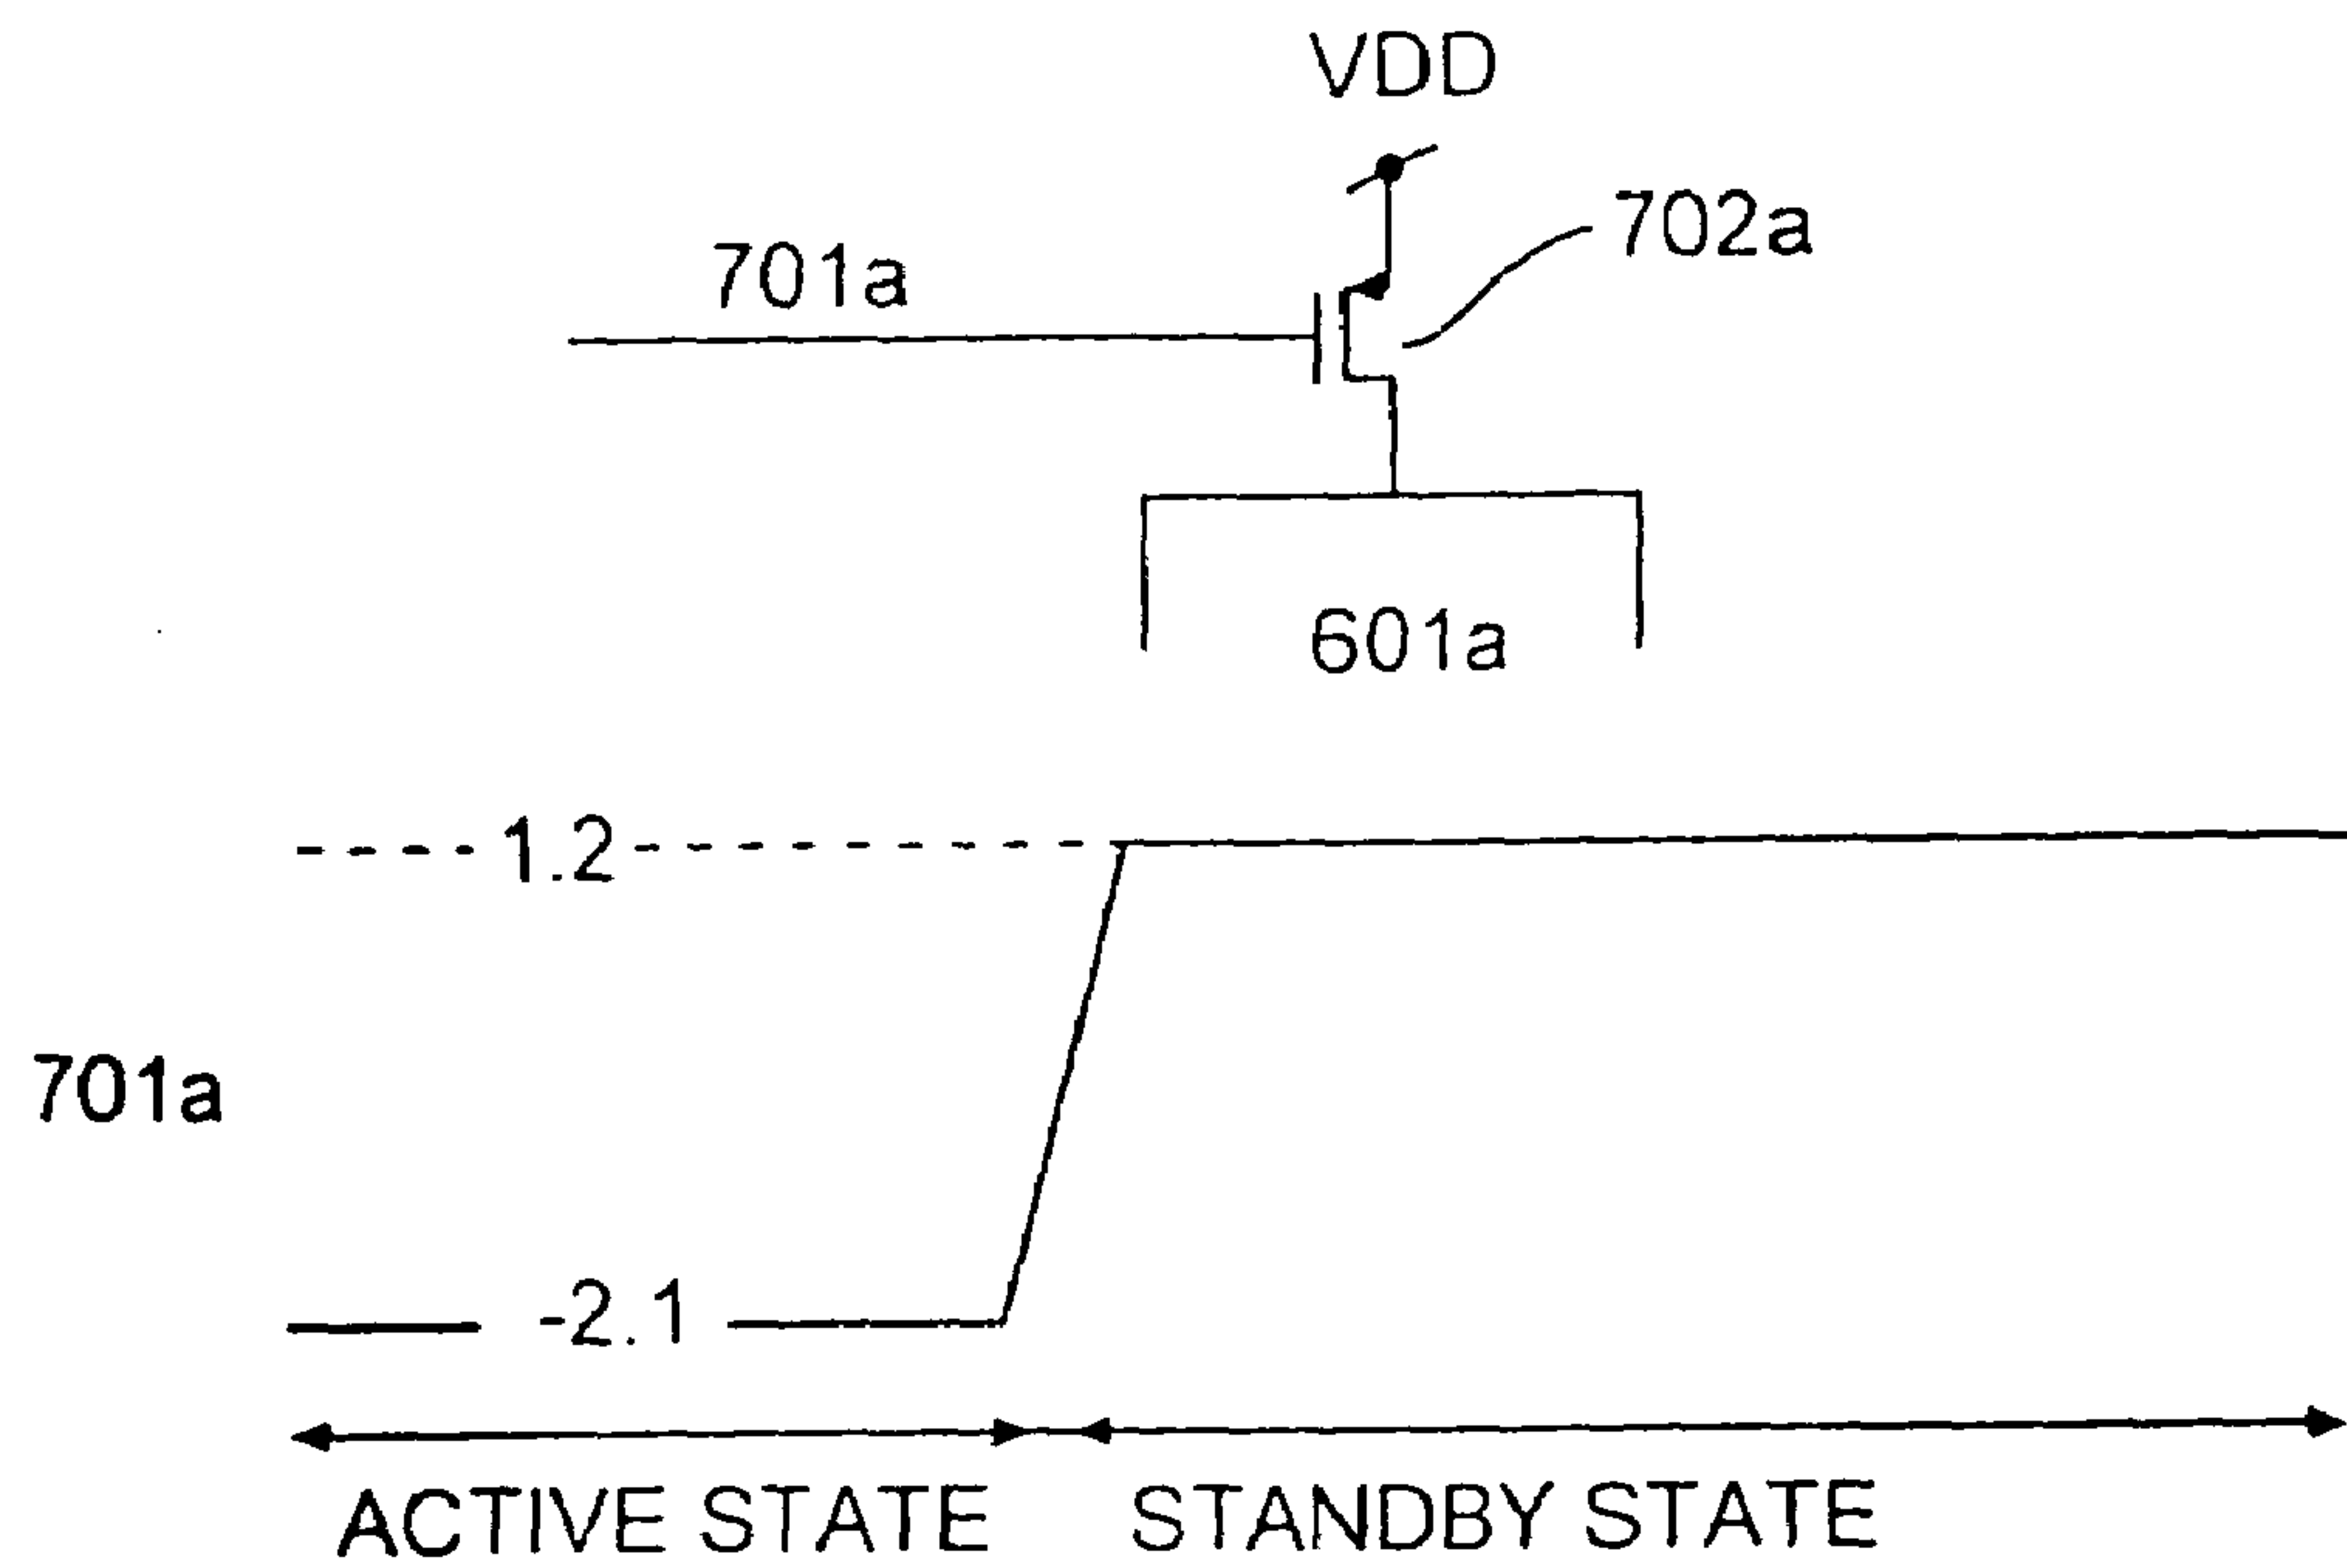 VDD
702a
701a
601a
1.2
701a
-2.1
ACTIVE STATE
STANDBY STATE